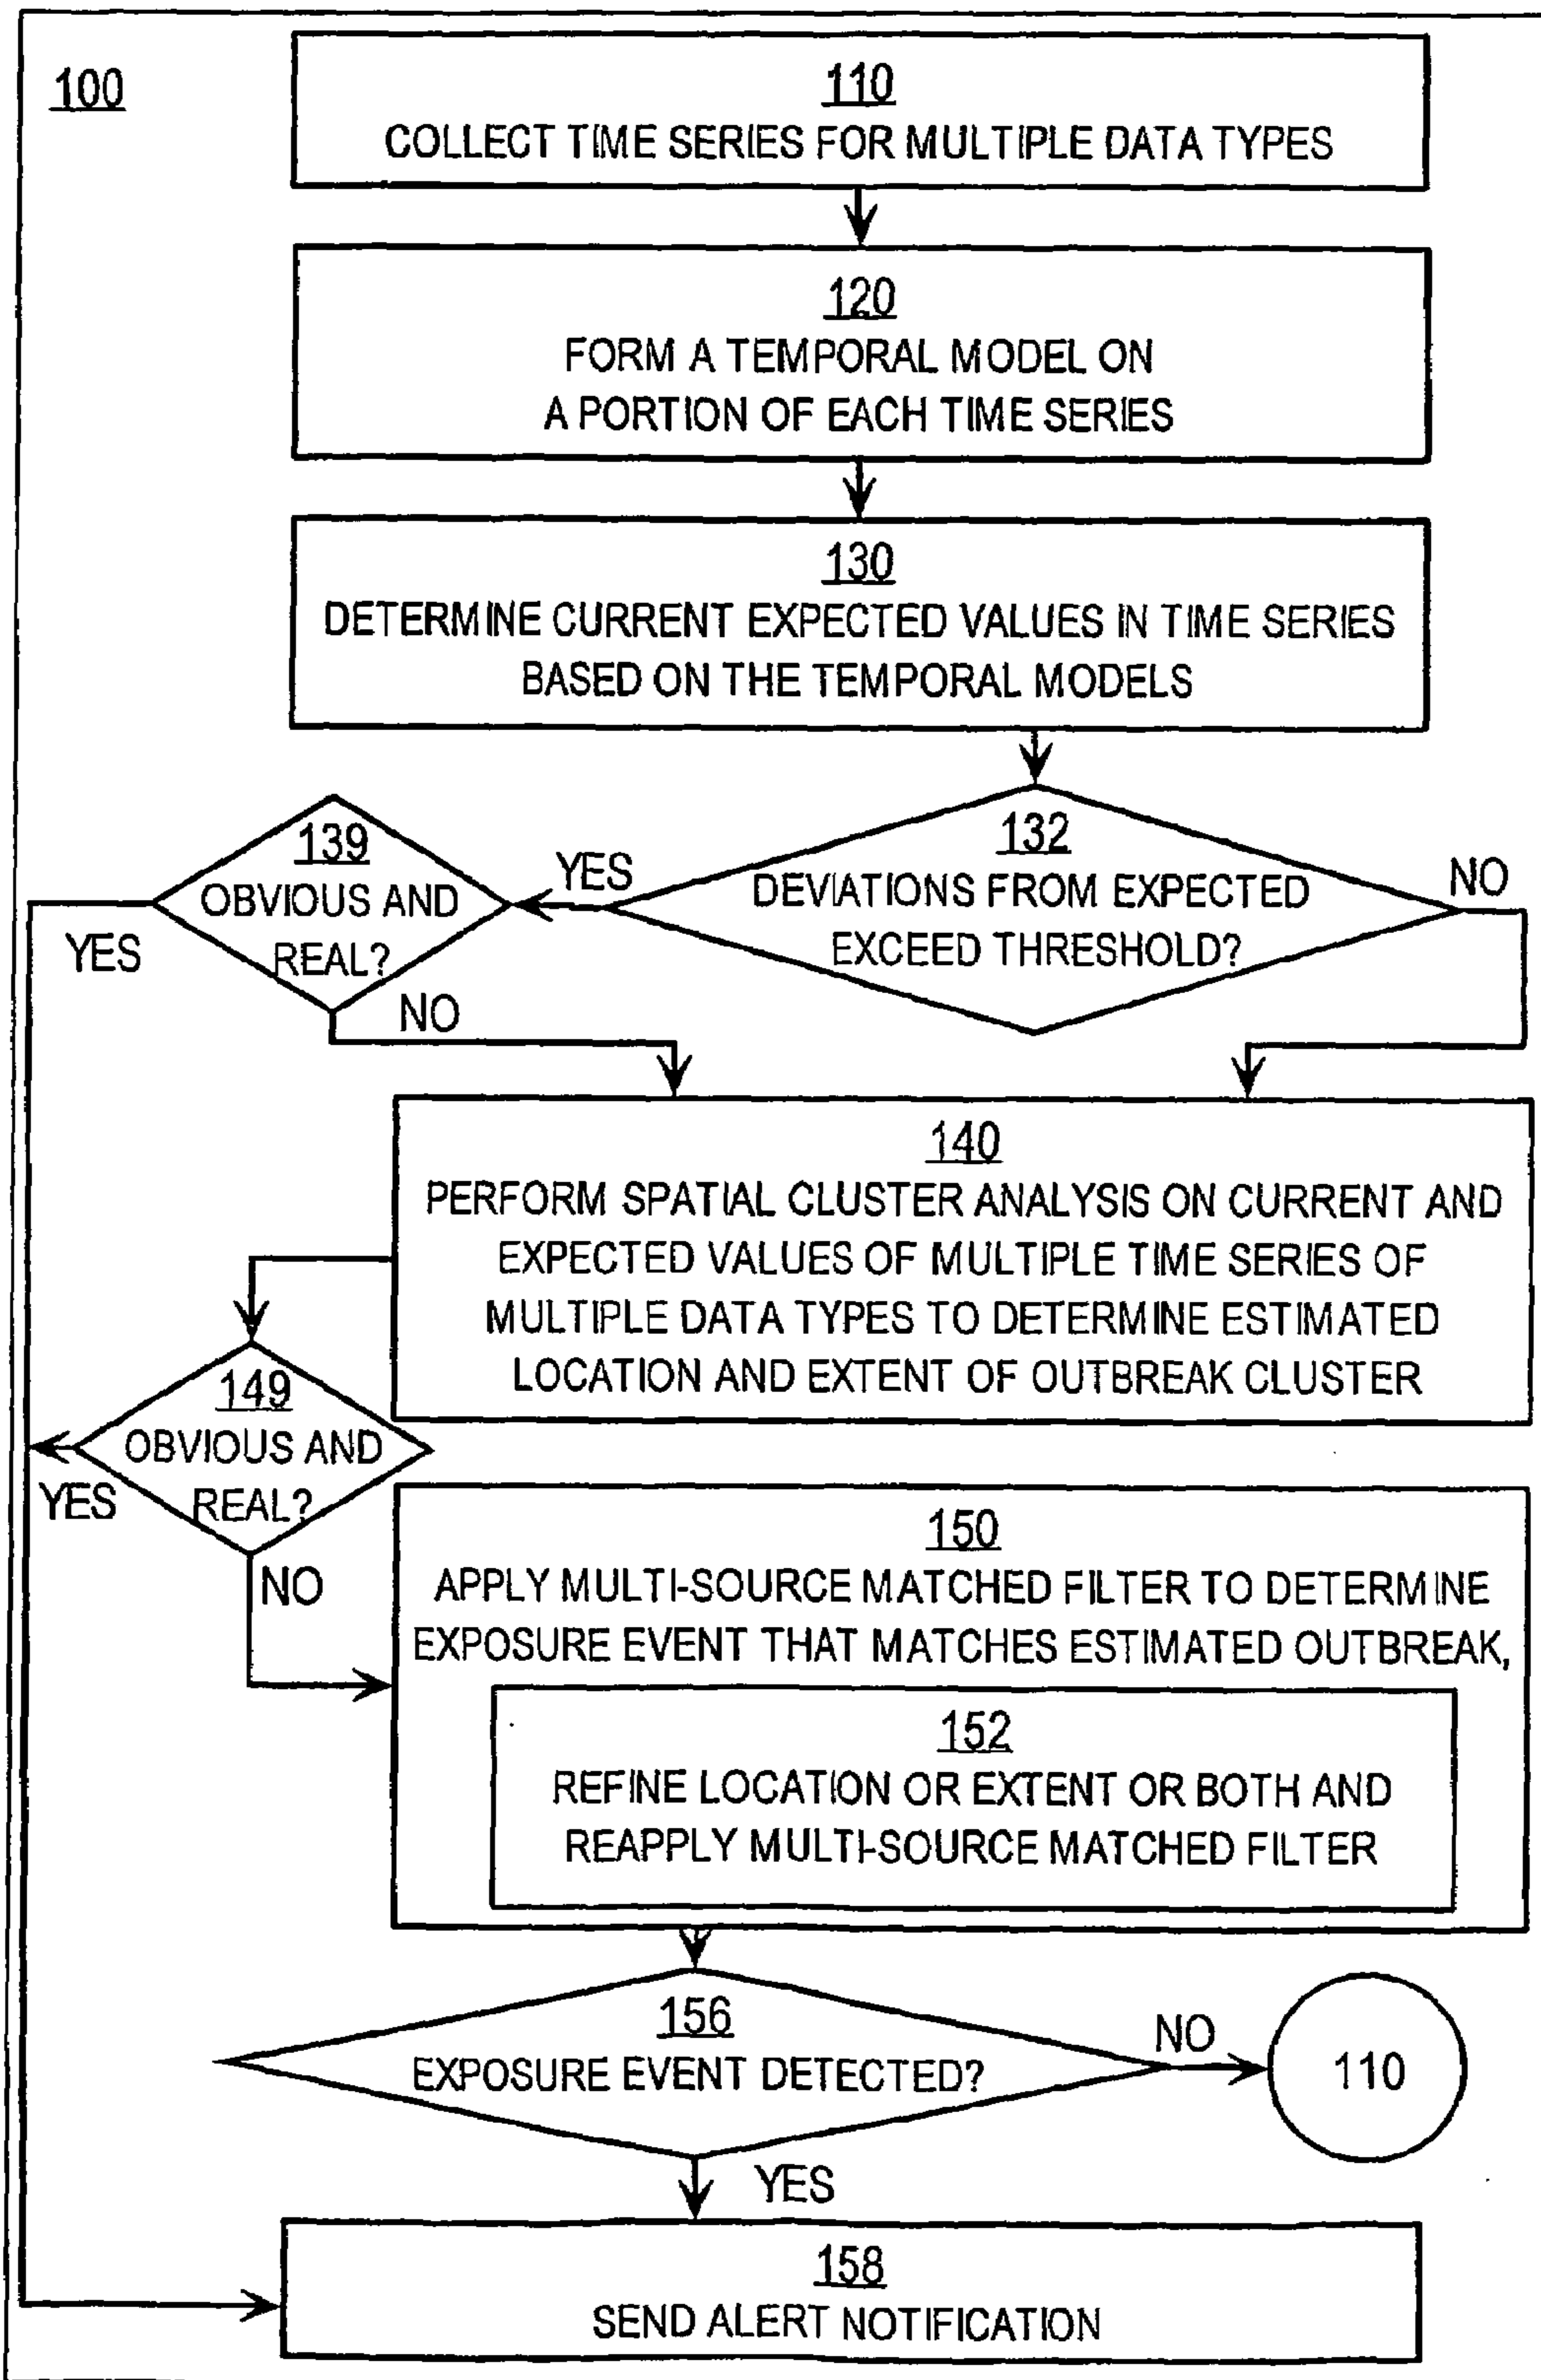 100
110
COLLECT TIME SERIES FOR MULTIPLE DATA TYPES
120
FORM A TEMPORAL MODEL ON
A PORTION OF EACH TIME SERIES
130
DETERMINE CURRENT EXPECTED VALUES IN TIME SERIES
BASED ON THE TEMPORAL MODELS
132
DEVIATIONS FROM EXPECTED
EXCEED THRESHOLD?
YES
NO
139
OBVIOUS AND
REAL?
YES
NO
140
PERFORM SPATIAL CLUSTER ANALYSIS ON CURRENT AND
EXPECTED VALUES OF MULTIPLE TIME SERIES OF
MULTIPLE DATA TYPES TO DETERMINE ESTIMATED
LOCATION AND EXTENT OF OUTBREAK CLUSTER
149
OBVIOUS AND
REAL?
YES
NO
150
APPLY MULTI-SOURCE MATCHED FILTER TO DETERMINE
EXPOSURE EVENT THAT MATCHES ESTIMATED OUTBREAK,
152
REFINE LOCATION OR EXTENT OR BOTH AND
REAPPLY MULTI-SOURCE MATCHED FILTER
156
EXPOSURE EVENT DETECTED?
NO
110
YES
158
SEND ALERT NOTIFICATION